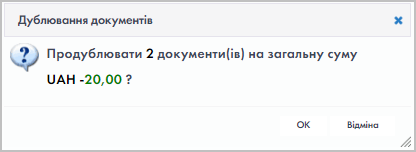 Дублювання документів
Продублювати 2 документи(ів) на загальну суму
UAH -20,00 ?
OK Відміна